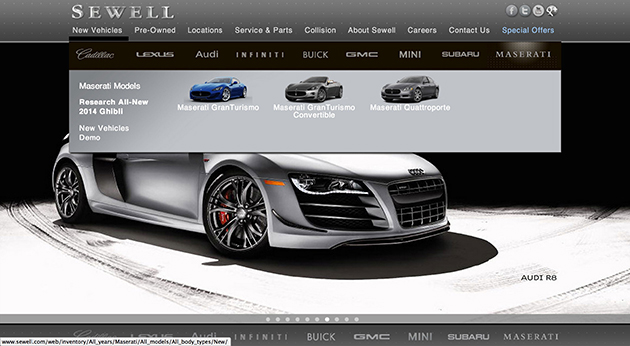 SEWELL
New Vehicles Pre-Owned Locations Service & Parts Collision About Sewell Careers Contact Us Special Offers
Cadillac LEXUS Audi INFINITI BUICK GMC MINI SUBARU MASERATI
Maserati Models
Research All-New
2014 Ghibli
New Vehicles
Demo
Maserati GranTurismo
Maserati GranTurismo
Convertible
Maserati Quattroporte
AUDI R8
Cadillac LEXUS Audi INFINITI BUICK GMC MINI SUBARU MASERATI
www.sewell.com/web/inventory/All_years/Maserati/All_models/All_body_types/New/